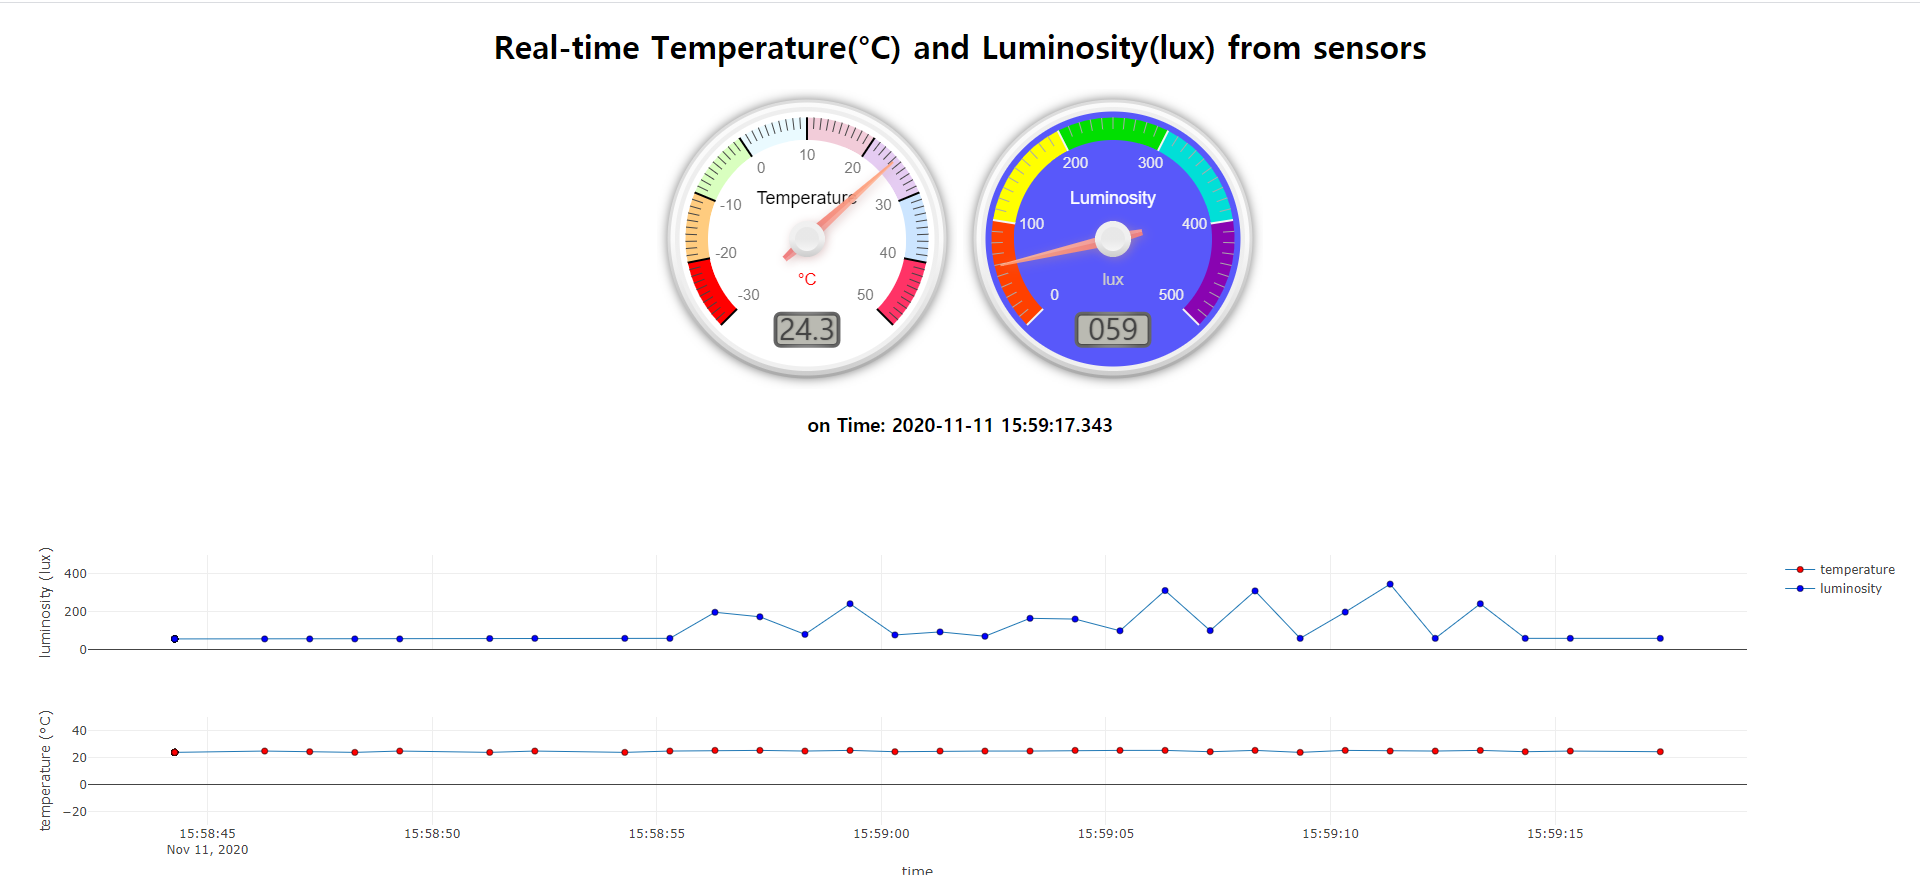 Real-time Temperature(°C) and Luminosity(lux) from sensors
10
0
20
Temperature
-10
30
-20
40
°C
-30
50
24.3
200
300
Luminosity
100
400
lux
0
500
059
on Time: 2020-11-11 15:59:17.343
luminosity (lux)
400
200
0
temperature
luminosity
temperature (°C)
40
20
0
−20
15:58:45
Nov 11, 2020
15:58:50
15:58:55
15:59:00
15:59:05
15:59:10
15:59:15
time